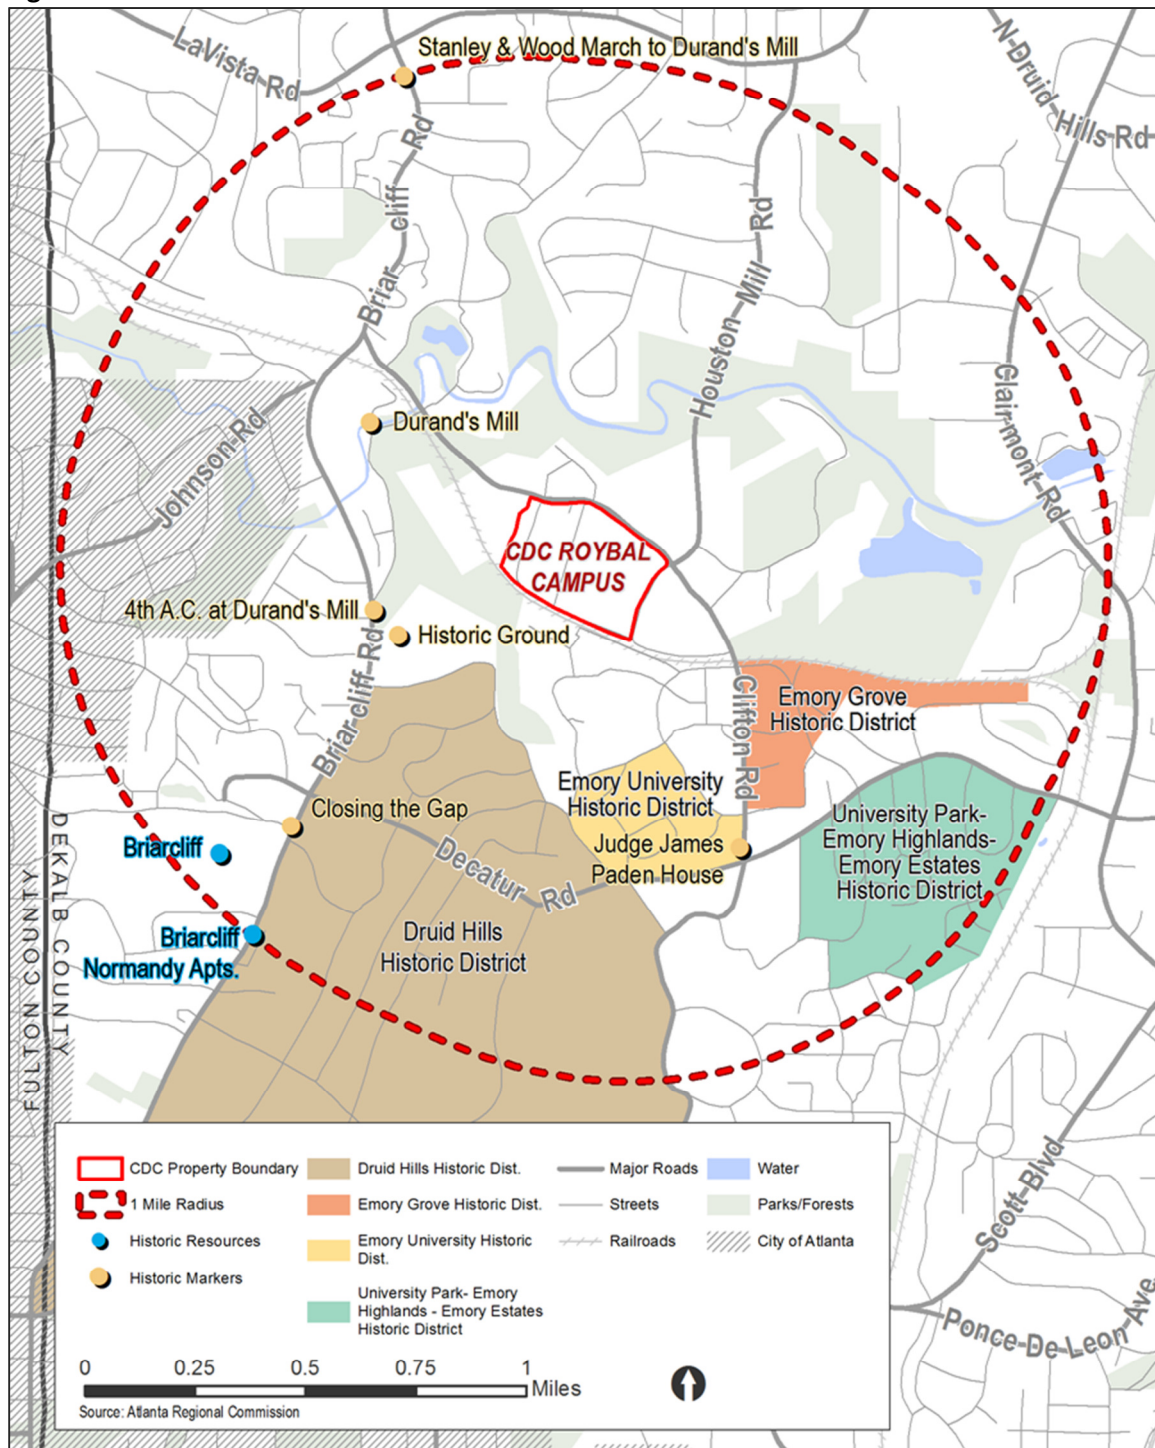 Stanley & Wood March to Durand's Mill
LaVista Rd
N-Druid Hills Rd
Briar cliff Rd
Houston Mill Rd
Clairmont Rd
Johnson Rd
Durand's Mill
CDC ROYBAL
CAMPUS
4th A.C. at Durand's Mill
Historic Ground
Briar cliff Rd
Clifton Rd
Emory Grove
Historic District
Emory University
Historic District
Closing the Gap
Judge James
Paden House
University Park-
Emory Highlands-
Emory Estates
Historic District
Briarcliff
Decatur Rd
Briarcliff
Normandy Apts.
Druid Hills
Historic District
FULTON COUNTY
DEKALB COUNTY
Scott Blvd
Ponce De Leon Ave
CDC Property Boundary
1 Mile Radius
Historic Resources
Historic Markers
Druid Hills Historic Dist.
Emory Grove Historic Dist.
Emory University Historic
Dist.
University Park- Emory
Highlands - Emory Estates
Historic District
Major Roads
Streets
Railroads
Water
Parks/Forests
City of Atlanta
0 0.25 0.5 0.75 1
Miles
Source: Atlanta Regional Commission